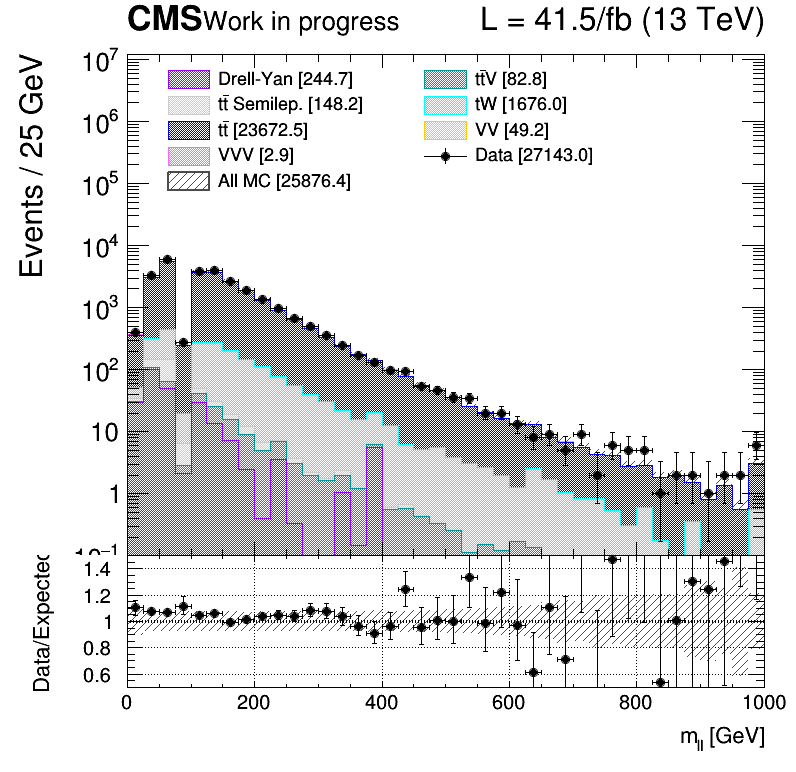 CMS Work in progress L = 41.5/fb (13 TeV)
Events / 25 GeV
10⁷
10⁶
10⁵
10⁴
10³
10²
10
1
10⁻¹
Drell-Yan [244.7]
tt̄ Semilep. [148.2]
tt̄ [23672.5]
VVV [2.9]
All MC [25876.4]
tt̄V [82.8]
tW [1676.0]
VV [49.2]
Data [27143.0]
Data/Expected
1.4
1.2
1
0.8
0.6
0 200 400 600 800 1000
m_ll [GeV]